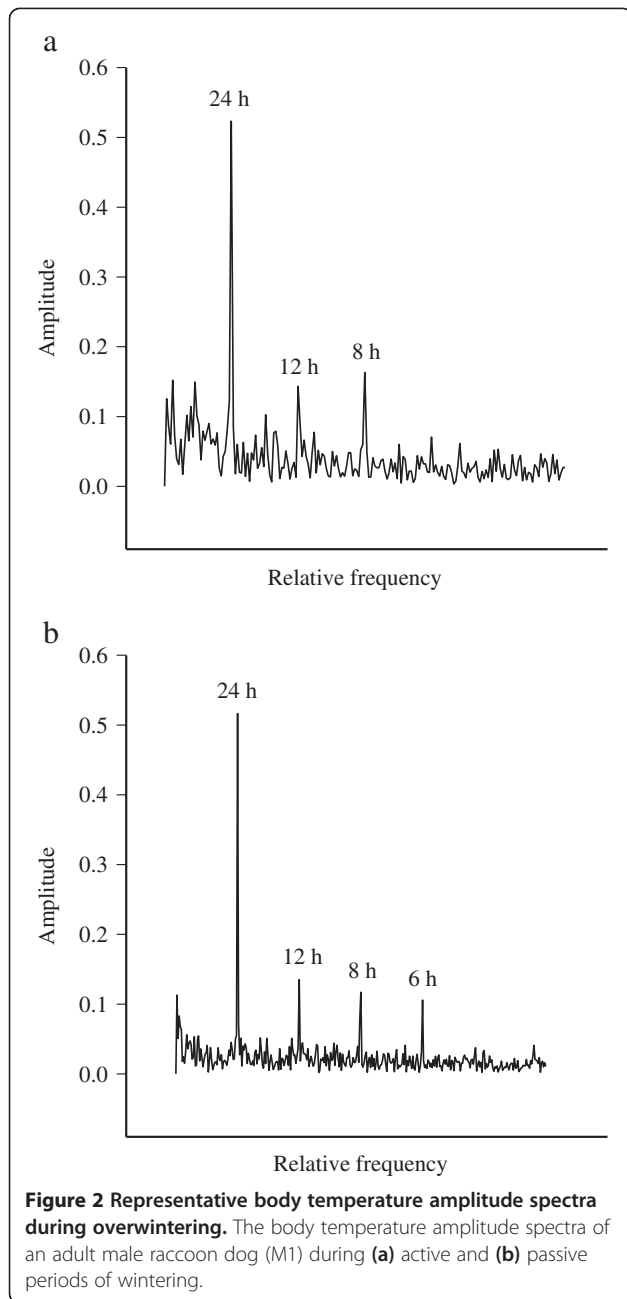 a
0.6
24 h
0.5
0.4
0.3
Amplitude
0.2
12 h
8 h
0.1
0.0
Relative frequency
b
0.6
24 h
0.5
0.4
0.3
Amplitude
0.2
12 h
8 h
6 h
0.1
0.0
Relative frequency
Figure 2 Representative body temperature amplitude spectra
during overwintering. The body temperature amplitude spectra of
an adult male raccoon dog (M1) during (a) active and (b) passive
periods of wintering.